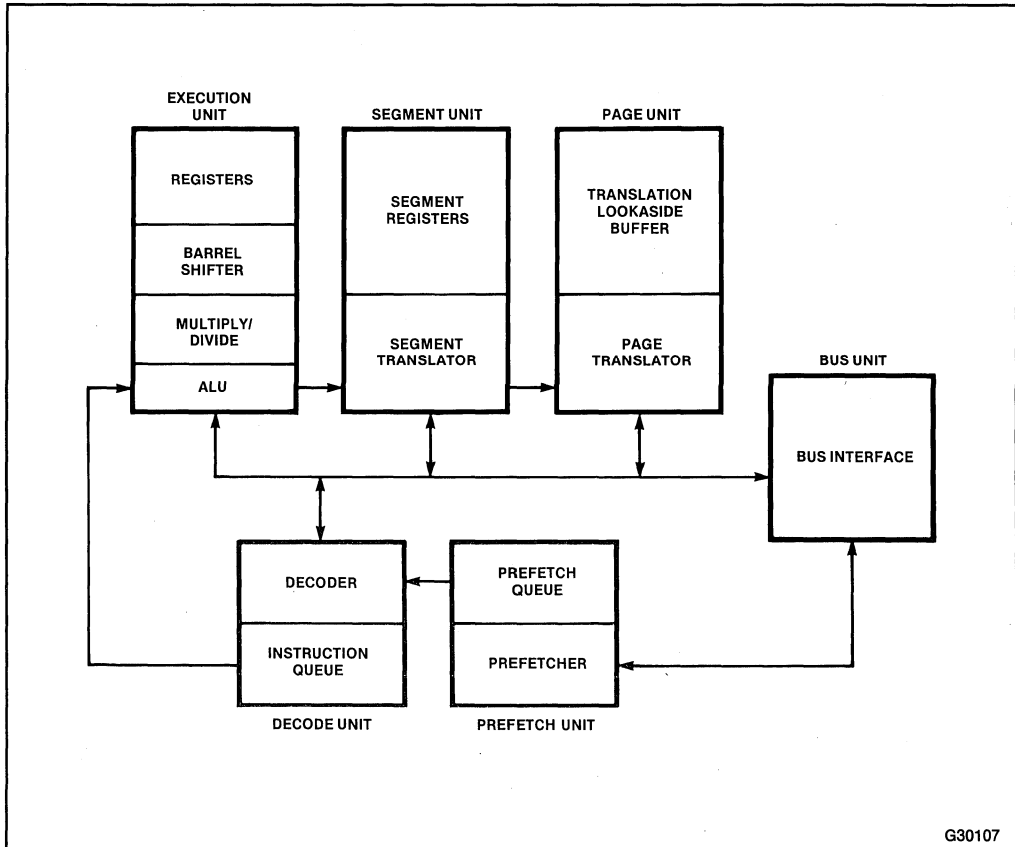 EXECUTION
UNIT
SEGMENT UNIT
PAGE UNIT
REGISTERS
BARREL
SHIFTER
MULTIPLY/
DIVIDE
ALU
SEGMENT
REGISTERS
SEGMENT
TRANSLATOR
TRANSLATION
LOOKASIDE
BUFFER
PAGE
TRANSLATOR
BUS UNIT
BUS INTERFACE
DECODER
INSTRUCTION
QUEUE
DECODE UNIT
PREFETCH
QUEUE
PREFETCHER
PREFETCH UNIT
G30107